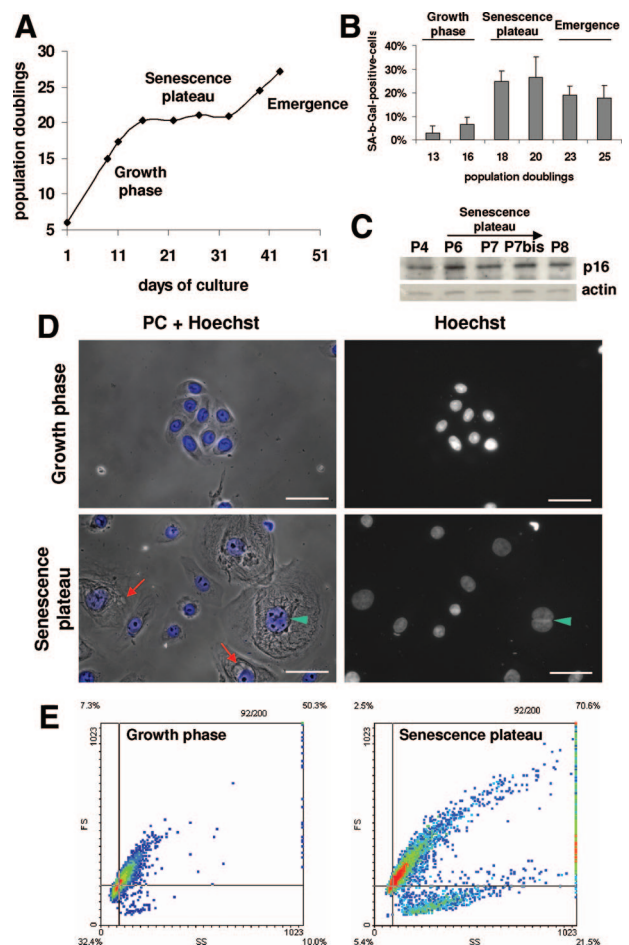 A
population doublings
30
25
20
15
10
5
Senescence
plateau
Emergence
Growth
phase
1 11 21 31 41 51
days of culture
B
Growth
phase
Senescence
plateau
Emergence
SA-b-Gal-positive-cells
40%
30%
20%
10%
0%
13 16 18 20 23 25
population doublings
C
Senescence
plateau
P4 P6 P7 P7bis P8
p16
actin
D
PC + Hoechst
Hoechst
Growth phase
Senescence
plateau
E
7.3%
50.3%
92/200
Growth phase
1023
FS
0
0
1023
32.4%
SS
10.0%
2.5%
70.6%
92/200
Senescence plateau
1023
FS
0
0
1023
5.4%
SS
21.5%